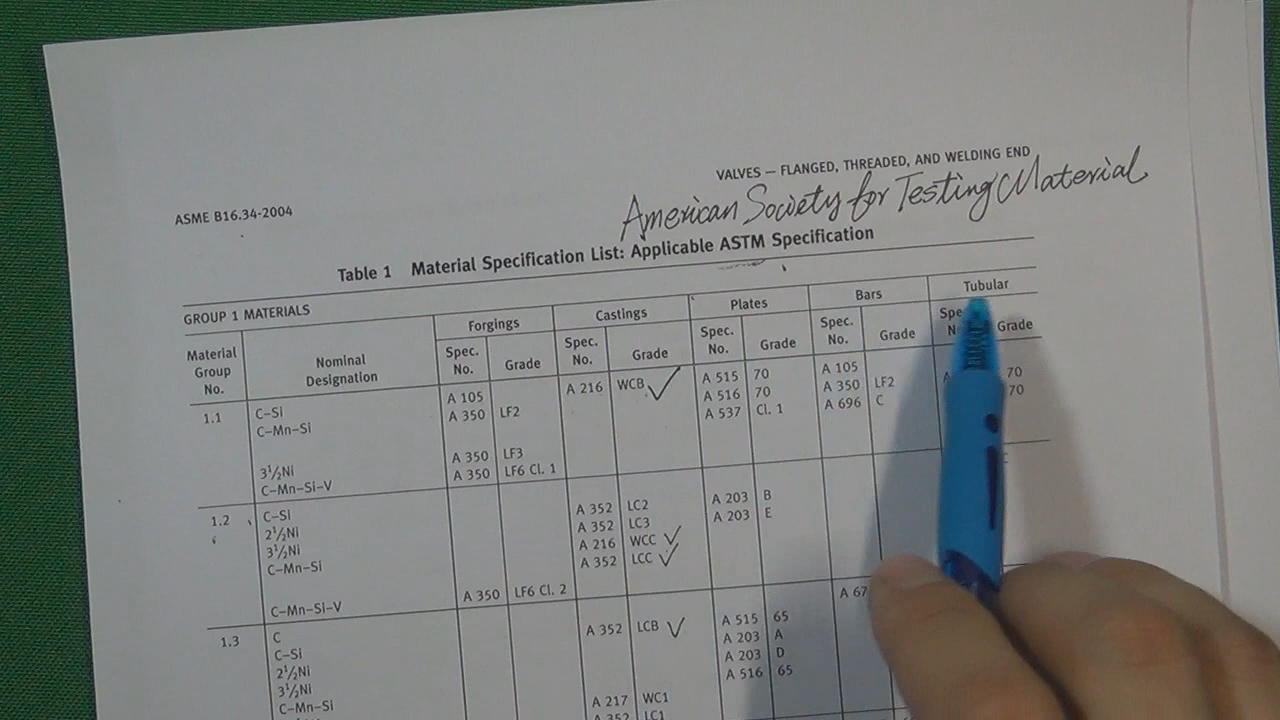 VALVES — FLANGED, THREADED, AND WELDING END
American Society for Testing Material
ASME B16.34-2004
Table 1 Material Specification List: Applicable ASTM Specification
GROUP 1 MATERIALS Forgings Castings Plates Bars Tubular
Material Group No. Nominal Designation Spec. No. Grade Spec. No. Grade Spec. No. Grade Spec. No. Grade Grade
1.1 C–Si A 105 A 216 WCB A 515 70 A 105 70
C–Mn–Si A 350 LF2 A 516 70 A 350 LF2 70
A 537 Cl. 1 A 696 C
3½Ni A 350 LF3
C–Mn–Si–V A 350 LF6 Cl. 1
1.2 C–Si A 352 LC2 A 203 B
2½Ni A 352 LC3 A 203 E
3½Ni A 216 WCC
C–Mn–Si A 352 LCC
C–Mn–Si–V A 350 LF6 Cl. 2
1.3 C A 352 LCB A 515 65 A 67
C–Si A 203 A
2½Ni A 203 D
3½Ni A 516 65
C–Mn–Si A 217 WC1
A 352 LC1